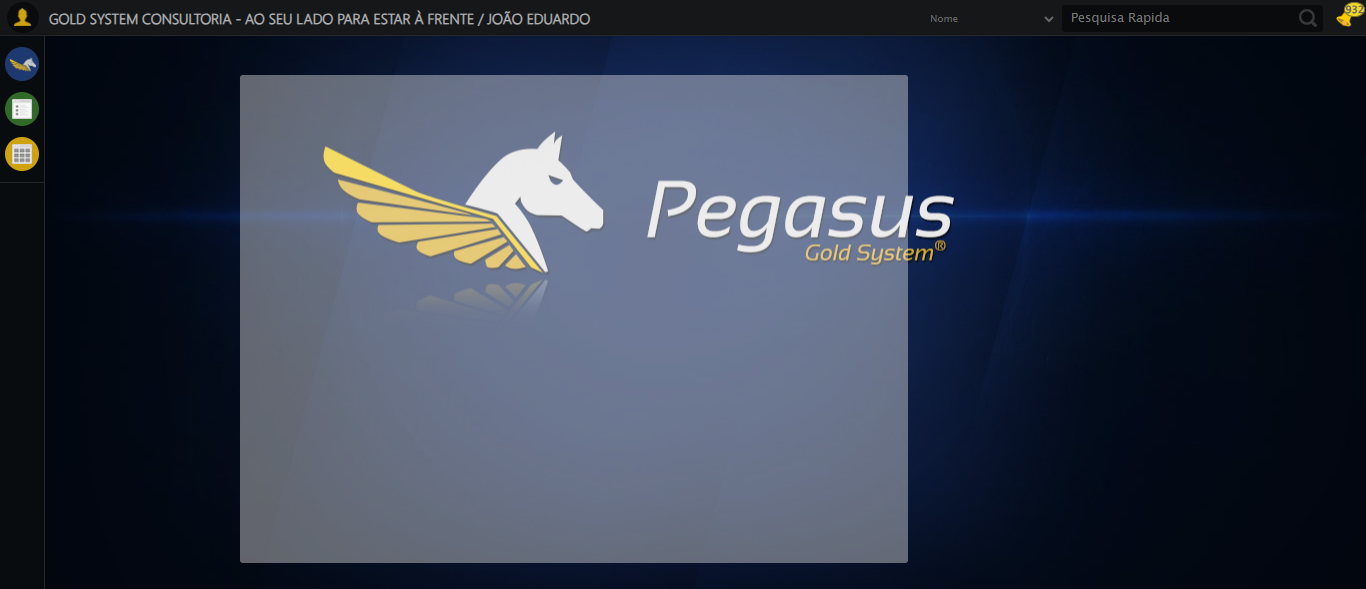 GOLD SYSTEM CONSULTORIA - AO SEU LADO PARA ESTAR À FRENTE / JOÃO EDUARDO
Nome
Pesquisa Rapida
932
Pegasus
Gold System®